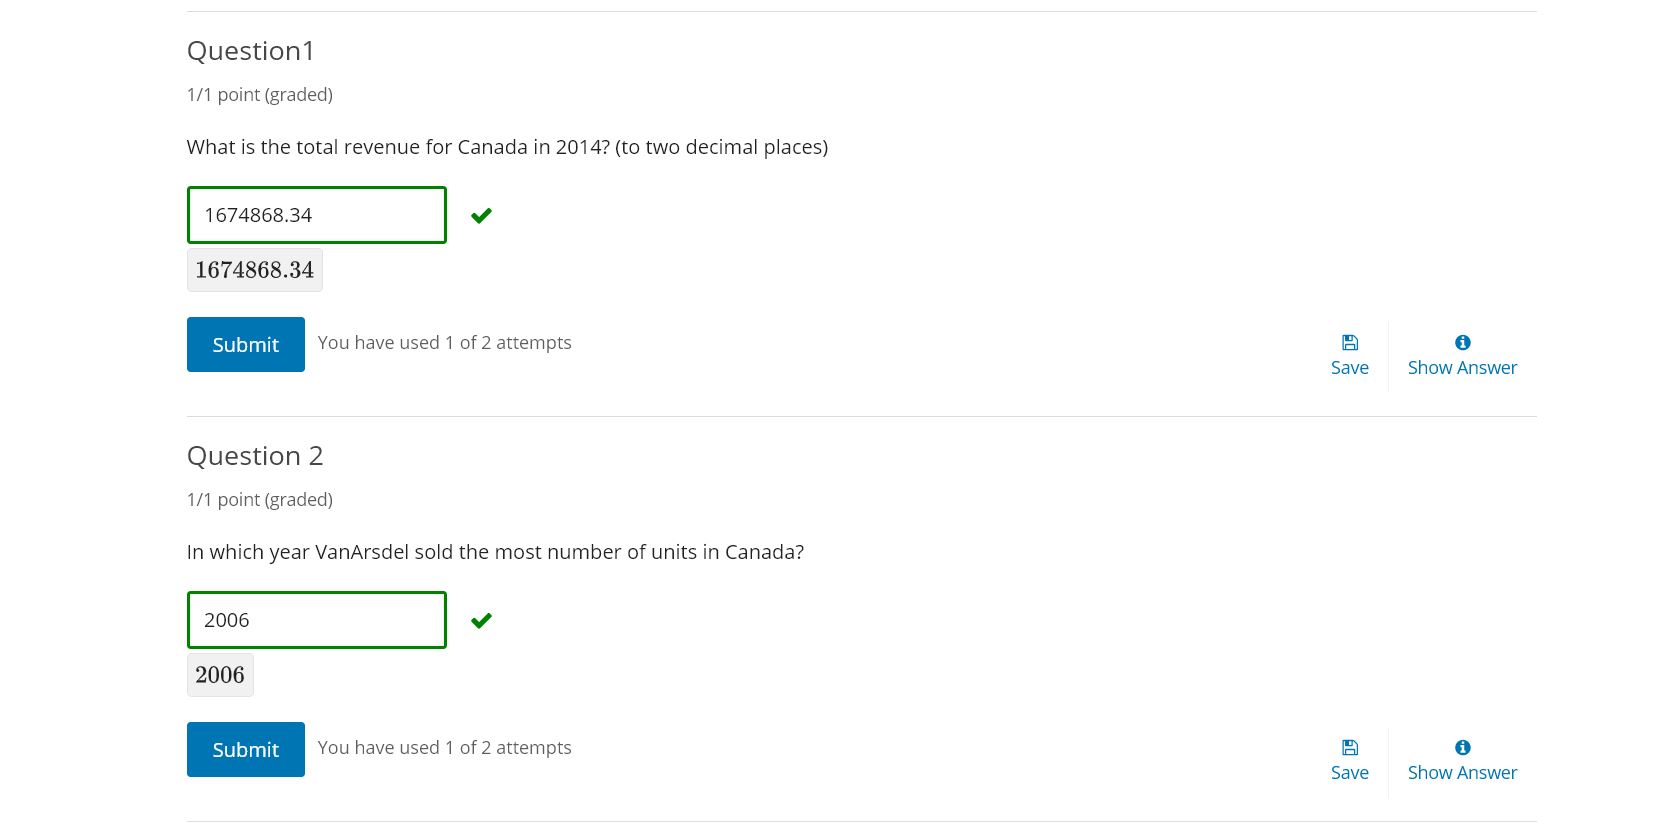 Question1
1/1 point (graded)
What is the total revenue for Canada in 2014? (to two decimal places)
1674868.34
1674868.34
Submit You have used 1 of 2 attempts Save Show Answer
Question 2
1/1 point (graded)
In which year VanArsdel sold the most number of units in Canada?
2006
2006
Submit You have used 1 of 2 attempts Save Show Answer